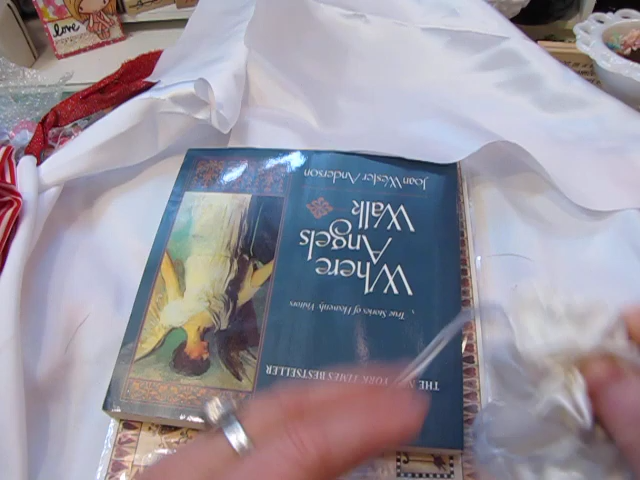 love
THE NEW YORK TIMES BESTSELLER
True Stories of Heavenly Visitors
Where
Angels
Walk
Joan Wester Anderson